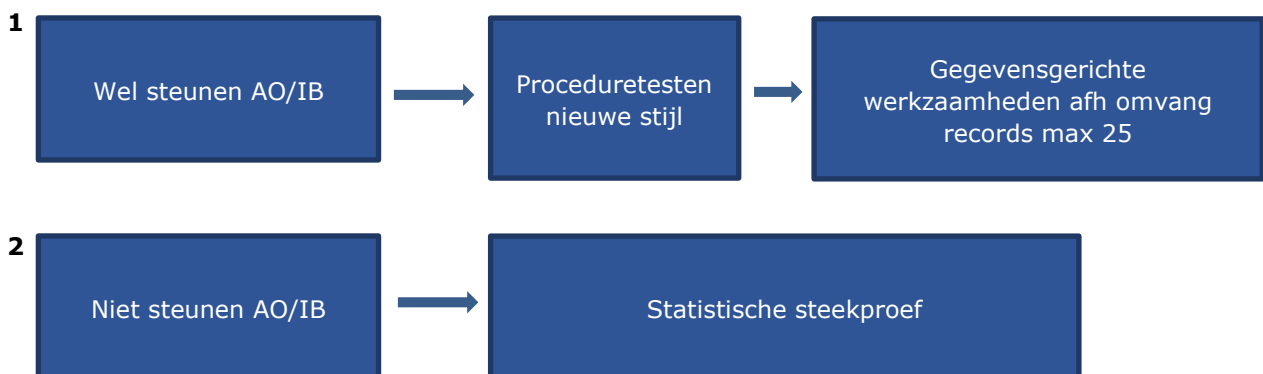 1
Wel steunen AO/IB
Proceduretesten
nieuwe stijl
Gegevensgerichte
werkzaamheden afh omvang
records max 25
2
Niet steunen AO/IB
Statistische steekproef